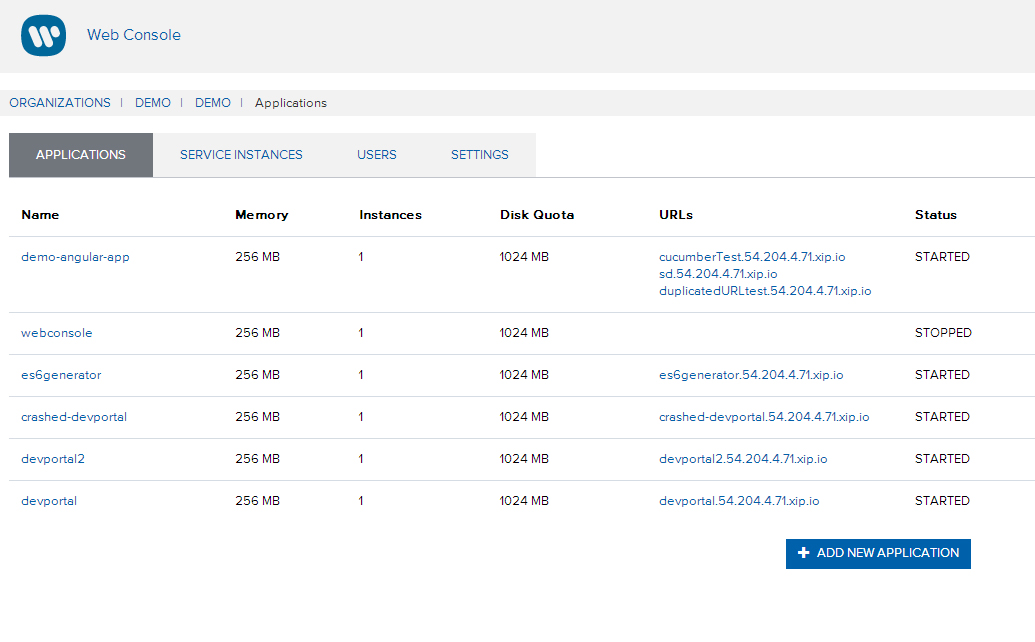 Web Console
ORGANIZATIONS | DEMO | DEMO | Applications
APPLICATIONS SERVICE INSTANCES USERS SETTINGS
Name Memory Instances Disk Quota URLs Status
demo-angular-app 256 MB 1 1024 MB cucumberTest.54.204.4.71.xip.io STARTED
sd.54.204.4.71.xip.io
duplicatedURLtest.54.204.4.71.xip.io
webconsole 256 MB 1 1024 MB STOPPED
es6generator 256 MB 1 1024 MB es6generator.54.204.4.71.xip.io STARTED
crashed-devportal 256 MB 1 1024 MB crashed-devportal.54.204.4.71.xip.io STARTED
devportal2 256 MB 1 1024 MB devportal2.54.204.4.71.xip.io STARTED
devportal 256 MB 1 1024 MB devportal.54.204.4.71.xip.io STARTED
+ ADD NEW APPLICATION